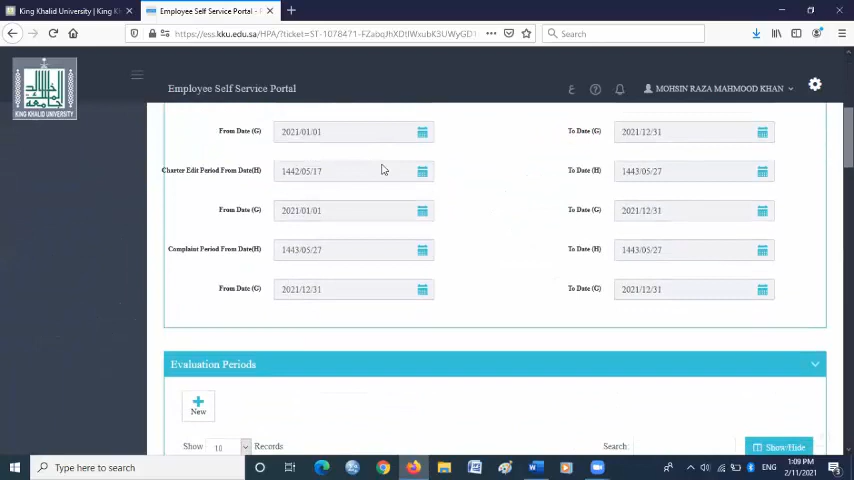 King Khalid University | King Kh
Employee Self Service Portal - 
https://ess.kku.edu.sa/HPA/?ticket=ST-1078471-FZabqJhXDtlWxubK3UWyGD
Search
KING KHALID UNIVERSITY
Employee Self Service Portal
ع
MOHSIN RAZA MAHMOOD KHAN
From Date (G) 2021/01/01 To Date (G) 2021/12/31
Charter Edit Period From Date(H) 1442/05/17 To Date (H) 1443/05/27
From Date (G) 2021/01/01 To Date (G) 2021/12/31
Complaint Period From Date(H) 1443/05/27 To Date (H) 1443/05/27
From Date (G) 2021/12/31 To Date (G) 2021/12/31
Evaluation Periods
New
Show 10 Records Search: Show/Hide
Type here to search
ENG
1:09 PM
2/11/2021
3